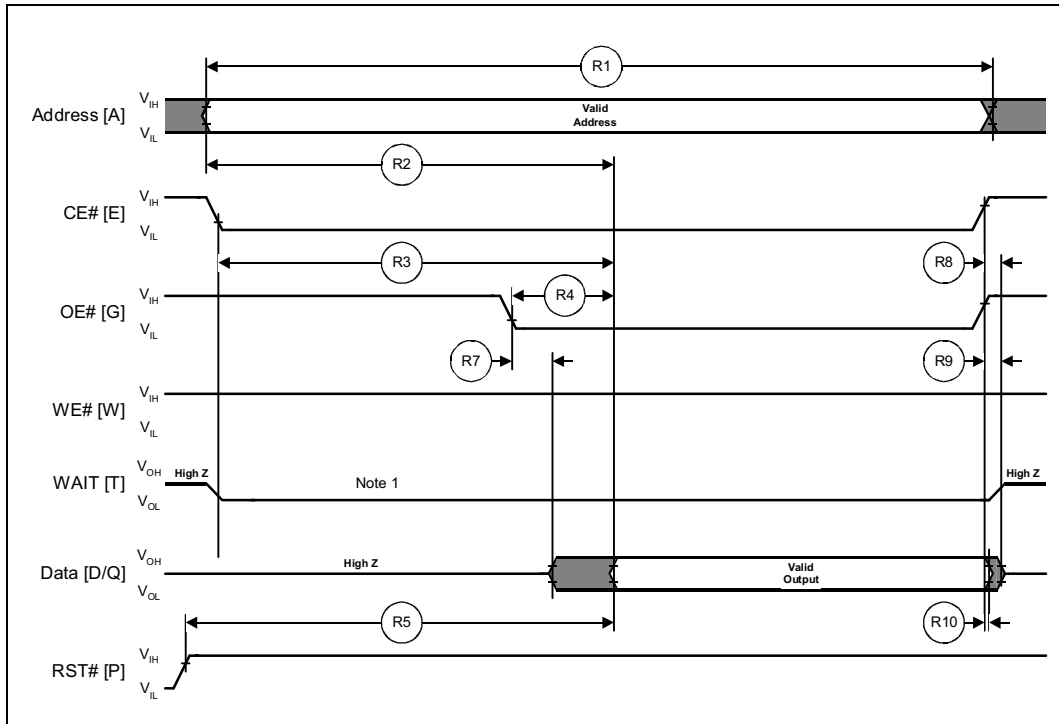 R1
Address [A]
VIH
VIL
Valid
Address
R2
CE# [E]
VIH
VIL
R3
R8
OE# [G]
VIH
VIL
R4
R7
R9
WE# [W]
VIH
VIL
WAIT [T]
VOH
VOL
High Z
Note 1
High Z
Data [D/Q]
VOH
VOL
High Z
Valid
Output
R5
R10
RST# [P]
VIH
VIL